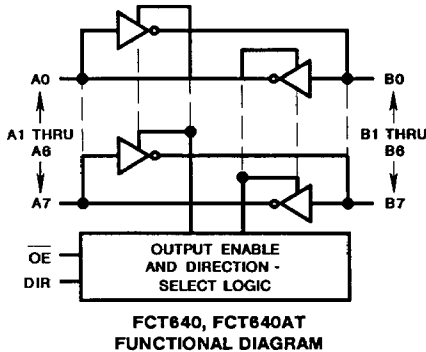 A0
B0
A1 THRU
A6
B1 THRU
B6
A7
B7
OE
DIR
OUTPUT ENABLE
AND DIRECTION -
SELECT LOGIC
FCT640, FCT640AT
FUNCTIONAL DIAGRAM